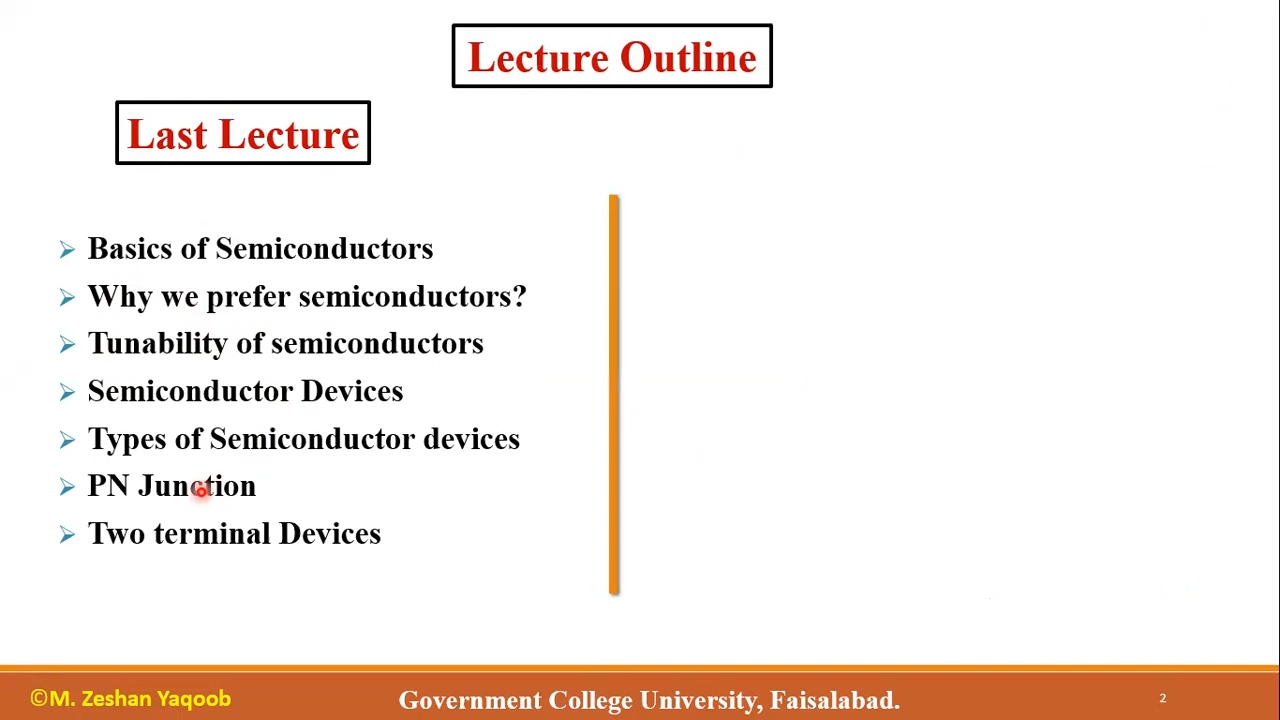 Lecture Outline
Last Lecture
Basics of Semiconductors
Why we prefer semiconductors?
Tunability of semiconductors
Semiconductor Devices
Types of Semiconductor devices
PN Junction
Two terminal Devices
©M. Zeshan Yaqoob
Government College University, Faisalabad.
2